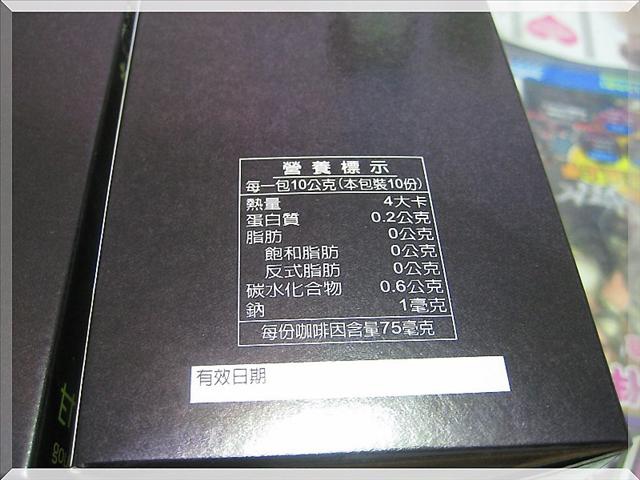 營養標示
每一包10公克(本包裝10份)
熱量 4大卡
蛋白質 0.2公克
脂肪 0公克
飽和脂肪 0公克
反式脂肪 0公克
碳水化合物 0.6公克
鈉 1毫克
每份咖啡因含量75毫克
有效日期